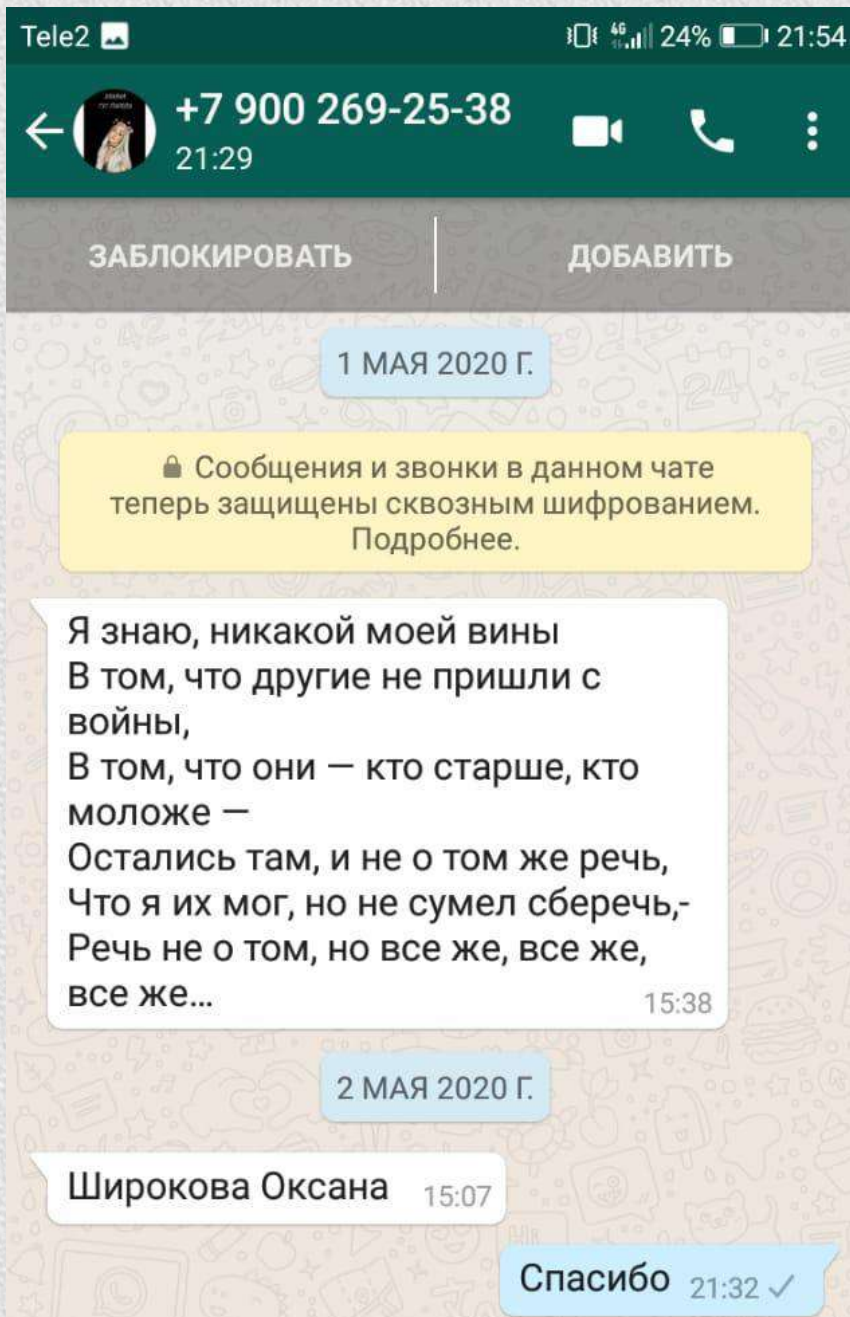 Tele2
4G 24% 21:54
+7 900 269-25-38
21:29
ЗАБЛОКИРОВАТЬ
ДОБАВИТЬ
1 МАЯ 2020 Г.
Сообщения и звонки в данном чате
теперь защищены сквозным шифрованием.
Подробнее.
Я знаю, никакой моей вины
В том, что другие не пришли с
войны,
В том, что они — кто старше, кто
моложе —
Остались там, и не о том же речь,
Что я их мог, но не сумел сберечь,-
Речь не о том, но все же, все же,
все же...
15:38
2 МАЯ 2020 Г.
Широкова Оксана 15:07
Спасибо 21:32